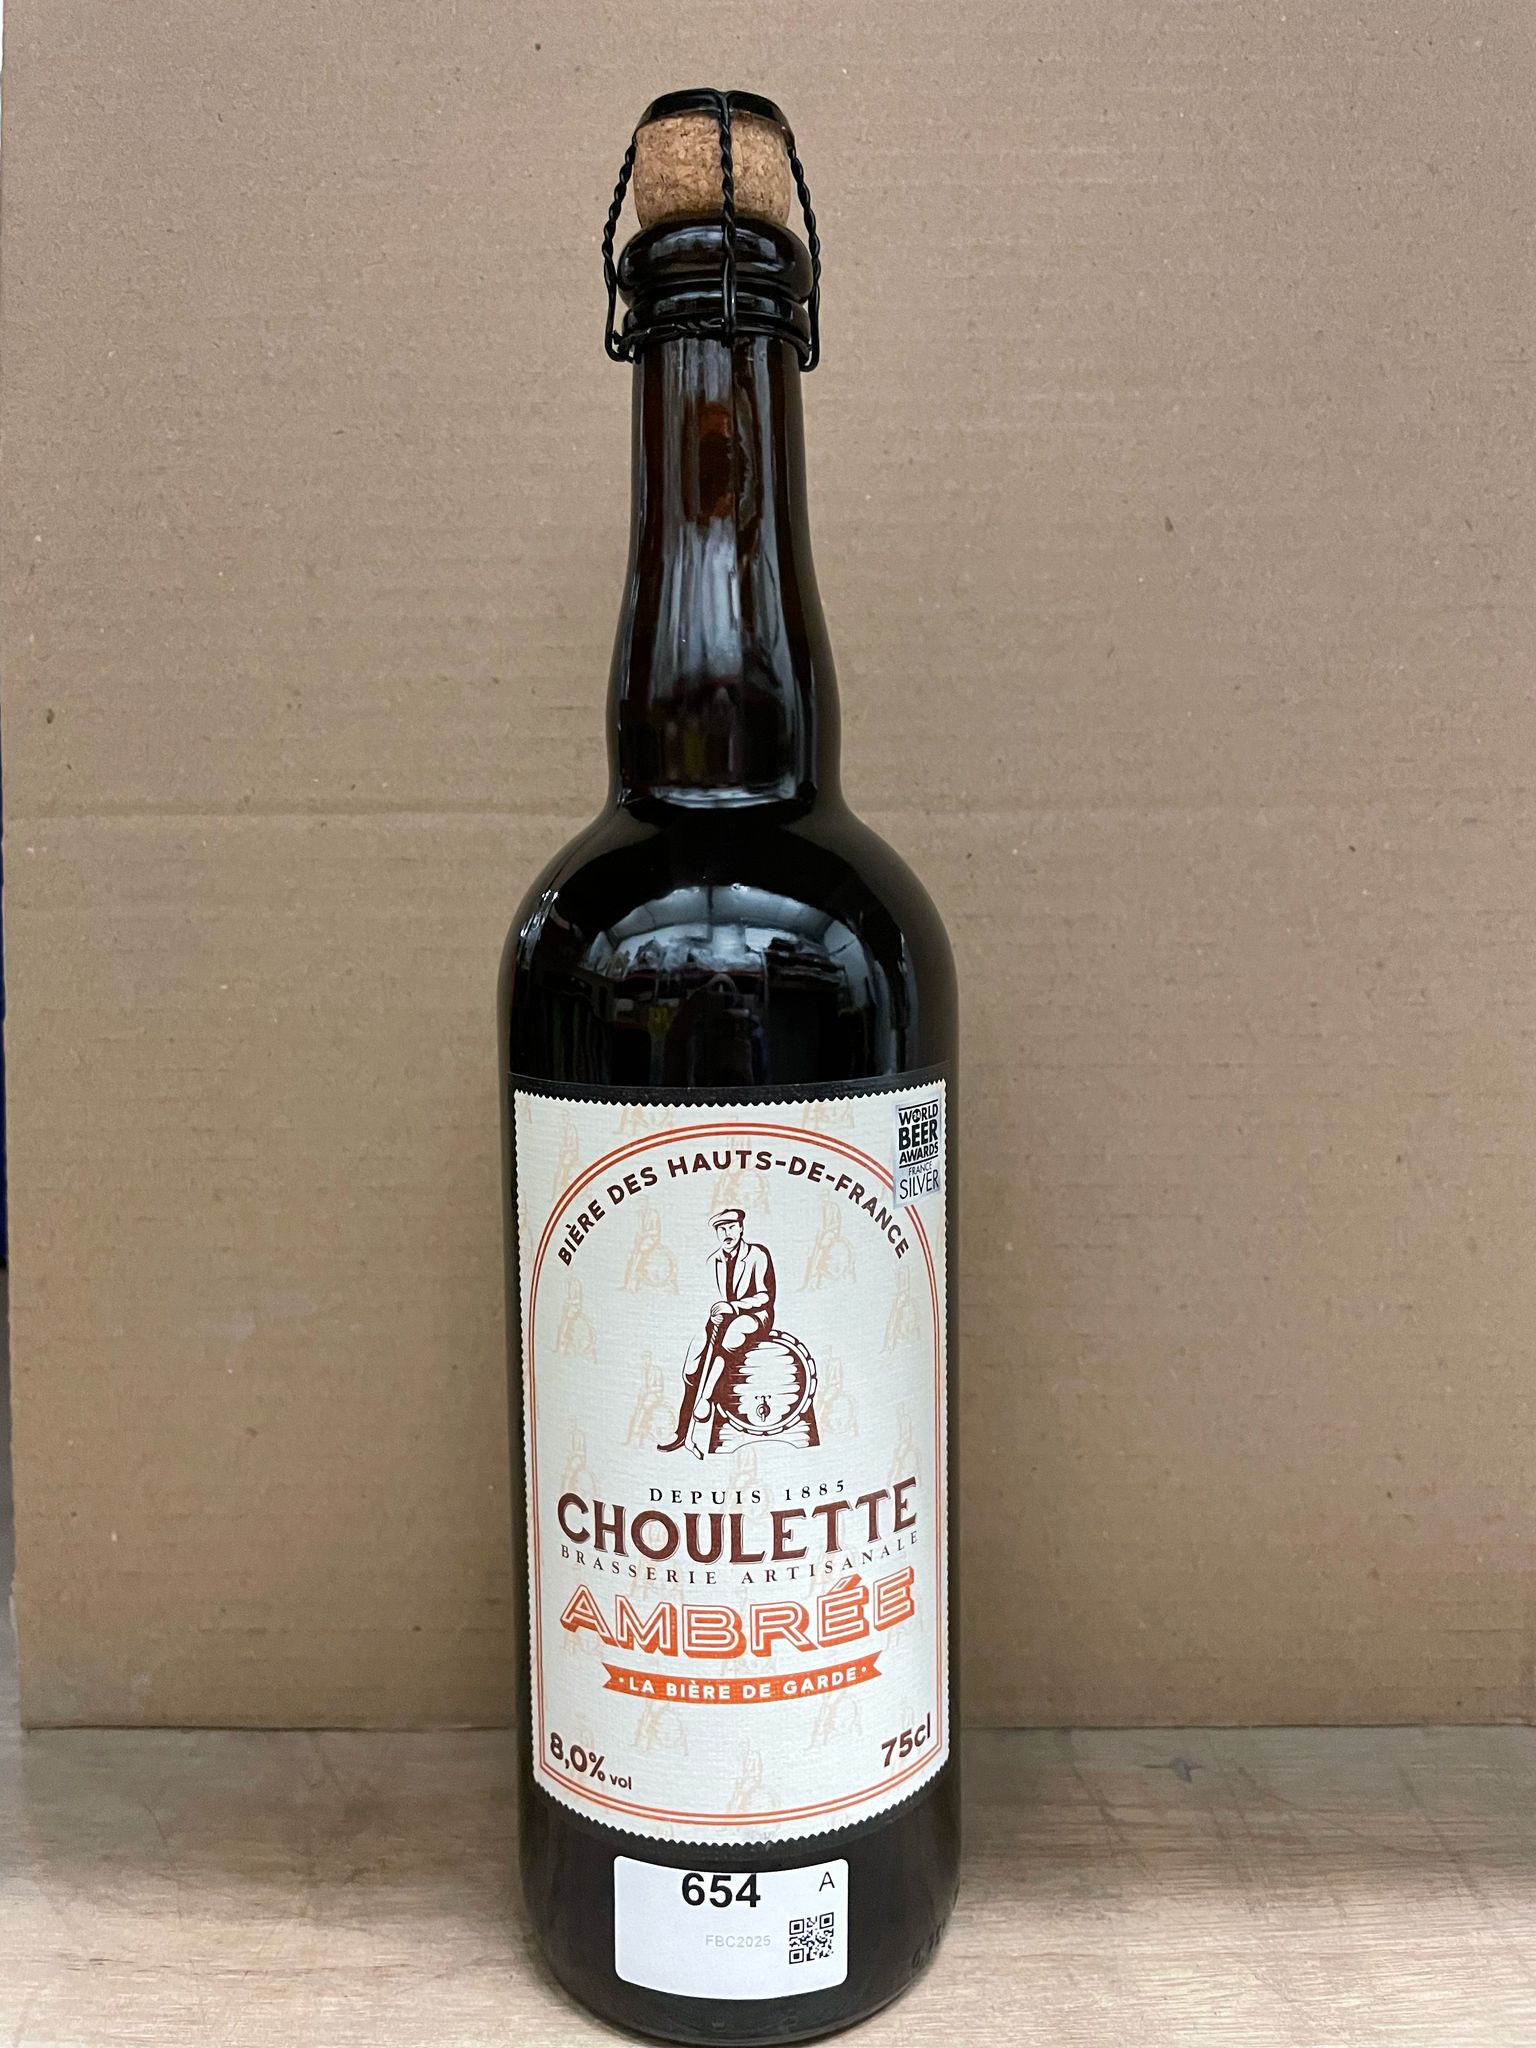 WORLD
BEER
AWARDS
FRANCE
SILVER
BIÈRE DES HAUTS-DE-FRANCE
DEPUIS 1885
CHOULETTE
BRASSERIE ARTISANALE
AMBRÉE
·LA BIÈRE DE GARDE·
8,0% vol
75cl
654
A
FBC2025